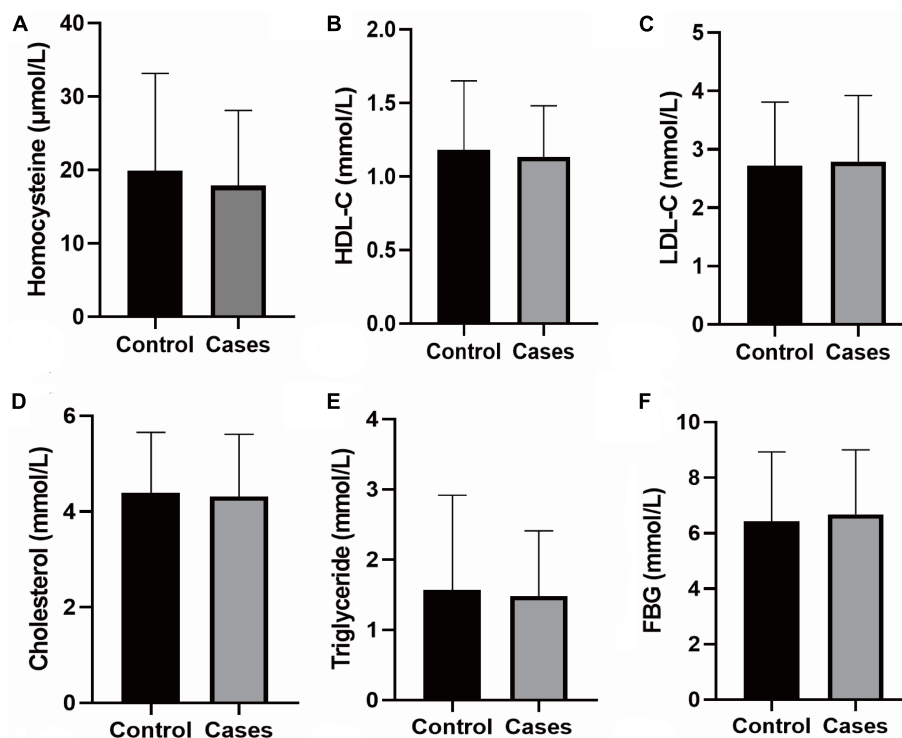 A
Homocysteine (μmol/L)
40
30
20
10
0
Control Cases
B
HDL-C (mmol/L)
2.0
1.5
1.0
0.5
0.0
Control Cases
C
LDL-C (mmol/L)
5
4
3
2
1
0
Control Cases
D
Cholesterol (mmol/L)
6
4
2
0
Control Cases
E
Triglyceride (mmol/L)
4
3
2
1
0
Control Cases
F
FBG (mmol/L)
10
8
6
4
2
0
Control Cases